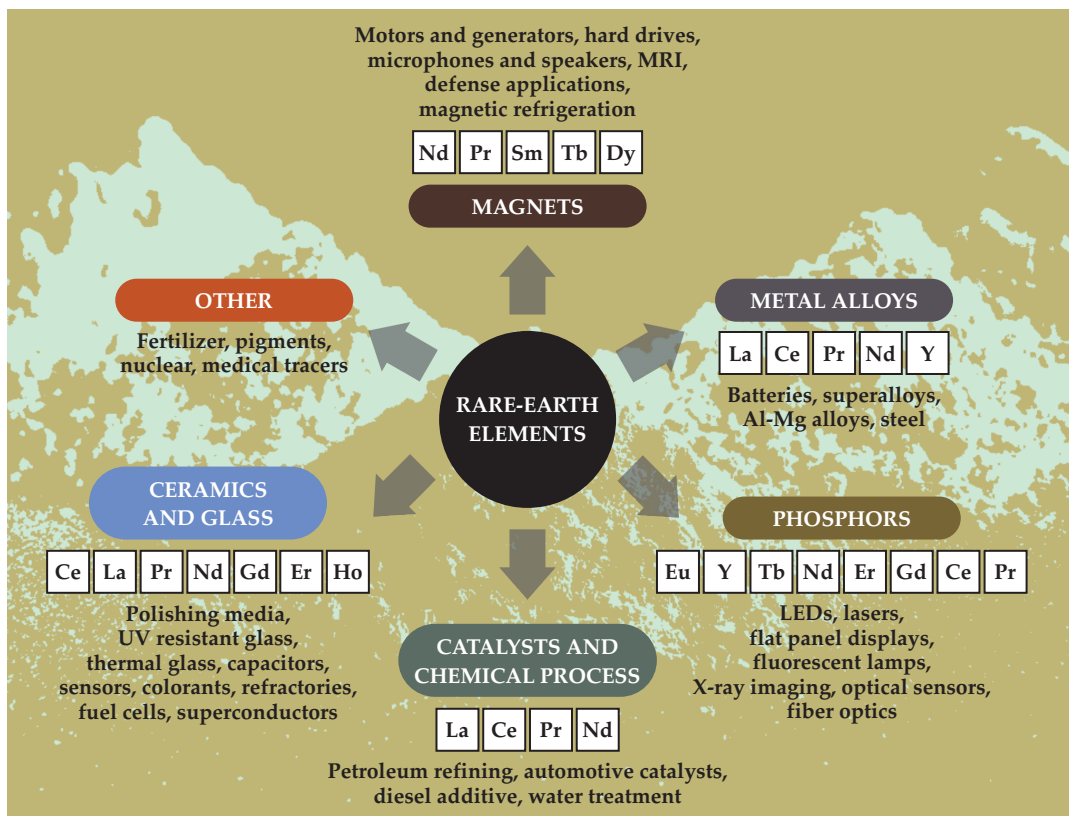 Motors and generators, hard drives,
microphones and speakers, MRI,
defense applications,
magnetic refrigeration
Nd Pr Sm Tb Dy
MAGNETS
OTHER
Fertilizer, pigments,
nuclear, medical tracers
METAL ALLOYS
La Ce Pr Nd Y
Batteries, superalloys,
Al-Mg alloys, steel
RARE-EARTH
ELEMENTS
CERAMICS
AND GLASS
Ce La Pr Nd Gd Er Ho
Polishing media,
UV resistant glass,
thermal glass, capacitors,
sensors, colorants, refractories,
fuel cells, superconductors
PHOSPHORS
Eu Y Tb Nd Er Gd Ce Pr
LEDs, lasers,
flat panel displays,
fluorescent lamps,
X-ray imaging, optical sensors,
fiber optics
CATALYSTS AND
CHEMICAL PROCESS
La Ce Pr Nd
Petroleum refining, automotive catalysts,
diesel additive, water treatment